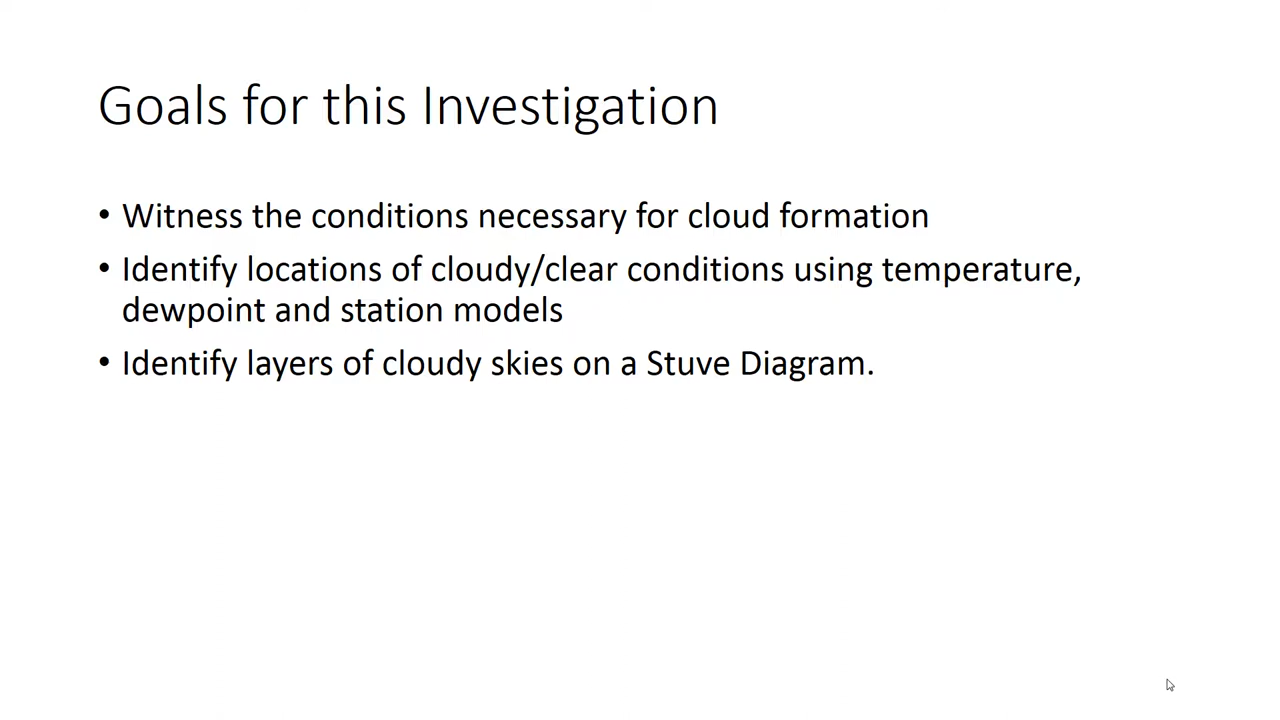 Goals for this Investigation
• Witness the conditions necessary for cloud formation
• Identify locations of cloudy/clear conditions using temperature,
dewpoint and station models
• Identify layers of cloudy skies on a Stuve Diagram.